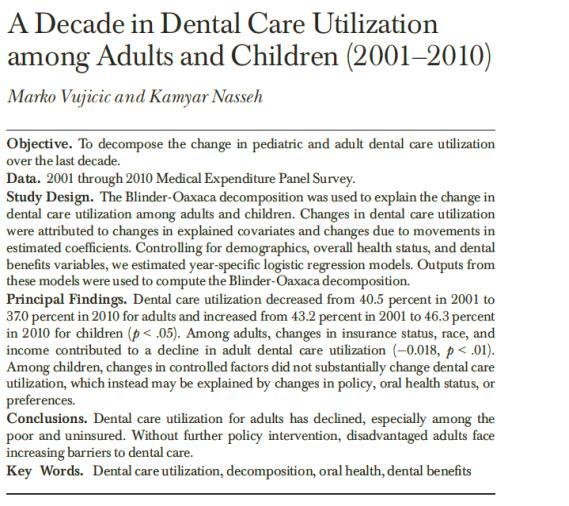 A Decade in Dental Care Utilization
among Adults and Children (2001–2010)
Marko Vujicic and Kamyar Nasseh
Objective. To decompose the change in pediatric and adult dental care utilization
over the last decade.
Data. 2001 through 2010 Medical Expenditure Panel Survey.
Study Design. The Blinder-Oaxaca decomposition was used to explain the change in
dental care utilization among adults and children. Changes in dental care utilization
were attributed to changes in explained covariates and changes due to movements in
estimated coefficients. Controlling for demographics, overall health status, and dental
benefits variables, we estimated year-specific logistic regression models. Outputs from
these models were used to compute the Blinder-Oaxaca decomposition.
Principal Findings. Dental care utilization decreased from 40.5 percent in 2001 to
37.0 percent in 2010 for adults and increased from 43.2 percent in 2001 to 46.3 percent
in 2010 for children (p < .05). Among adults, changes in insurance status, race, and
income contributed to a decline in adult dental care utilization (−0.018, p < .01).
Among children, changes in controlled factors did not substantially change dental care
utilization, which instead may be explained by changes in policy, oral health status, or
preferences.
Conclusions. Dental care utilization for adults has declined, especially among the
poor and uninsured. Without further policy intervention, disadvantaged adults face
increasing barriers to dental care.
Key Words. Dental care utilization, decomposition, oral health, dental benefits